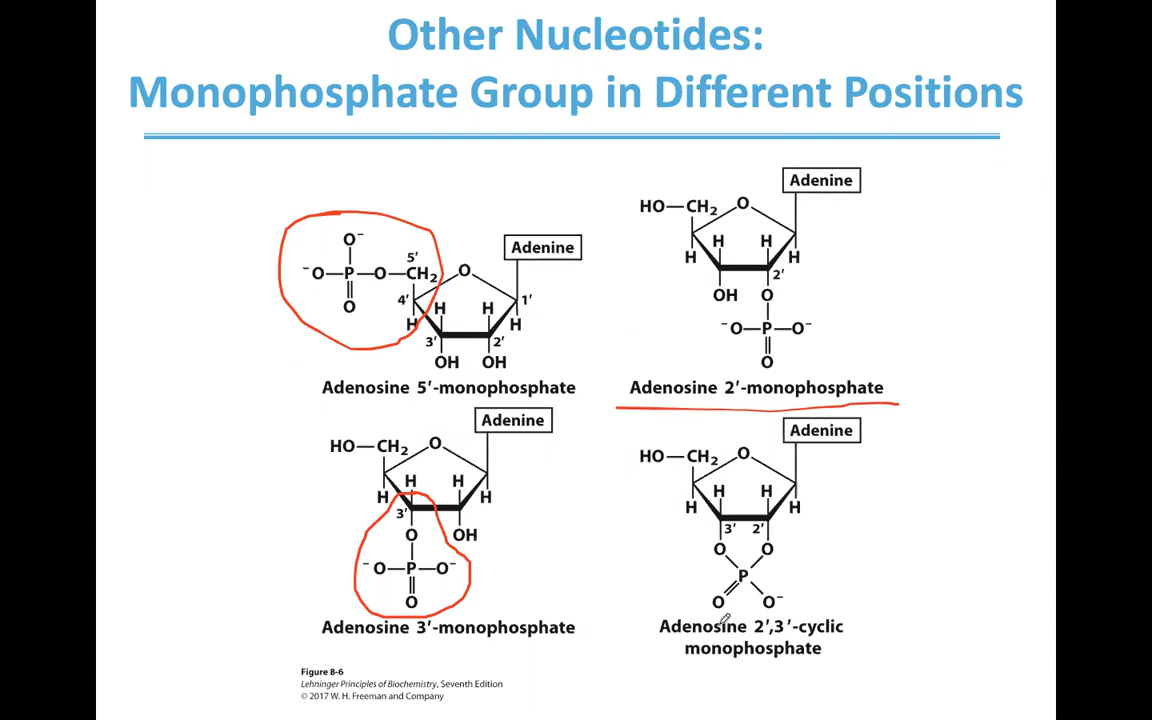 Other Nucleotides:
Monophosphate Group in Different Positions
Adenine
O⁻
⁻O—P—O—CH₂
5′
O
O
4′
H
H
H
H
1′
3′
2′
OH
OH
Adenosine 5′-monophosphate
Adenine
HO—CH₂
O
H
H
H
H
2′
OH
O
⁻O—P—O⁻
O
Adenosine 2′-monophosphate
Adenine
HO—CH₂
O
H
H
H
H
3′
O
OH
⁻O—P—O⁻
O
Adenosine 3′-monophosphate
Adenine
HO—CH₂
O
H
H
H
H
3′
2′
O
O
P
O
O⁻
Adenosine 2′,3′-cyclic
monophosphate
Figure 8-6
Lehninger Principles of Biochemistry, Seventh Edition
© 2017 W. H. Freeman and Company